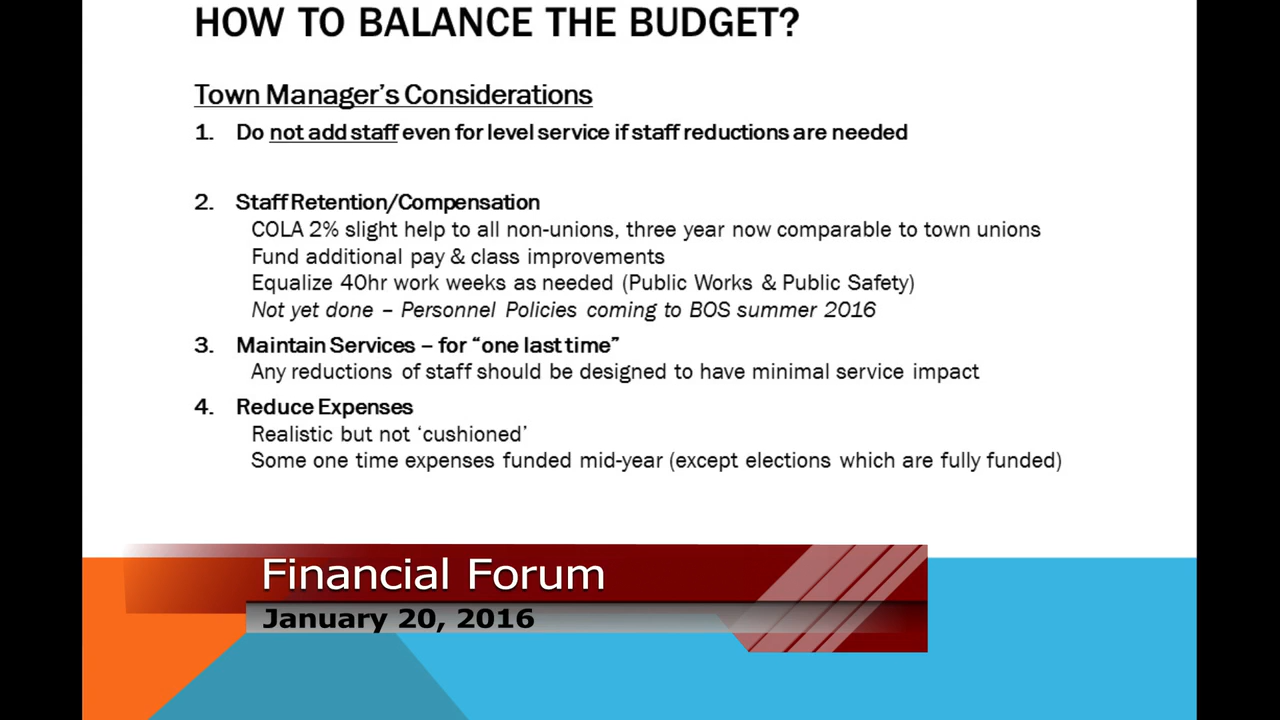 HOW TO BALANCE THE BUDGET?
Town Manager's Considerations
1. Do not add staff even for level service if staff reductions are needed
2. Staff Retention/Compensation
COLA 2% slight help to all non-unions, three year now comparable to town unions
Fund additional pay & class improvements
Equalize 40hr work weeks as needed (Public Works & Public Safety)
Not yet done – Personnel Policies coming to BOS summer 2016
3. Maintain Services – for “one last time”
Any reductions of staff should be designed to have minimal service impact
4. Reduce Expenses
Realistic but not ‘cushioned’
Some one time expenses funded mid-year (except elections which are fully funded)
Financial Forum
January 20, 2016